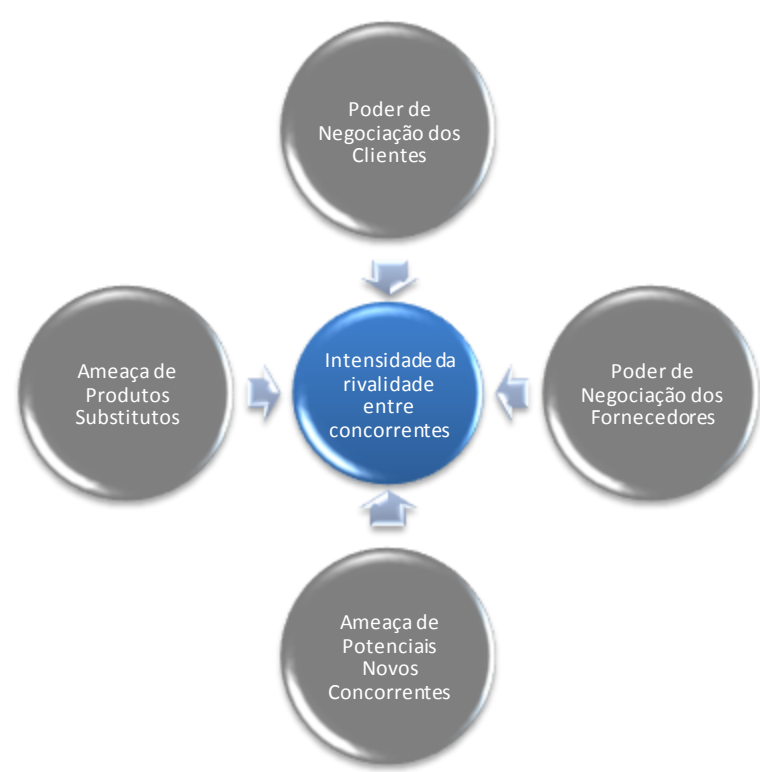 Poder de
Negociação dos
Clientes
Ameaça de
Produtos
Substitutos
Intensidade da
rivalidade
entre
concorrentes
Poder de
Negociação dos
Fornecedores
Ameaça de
Potenciais
Novos
Concorrentes